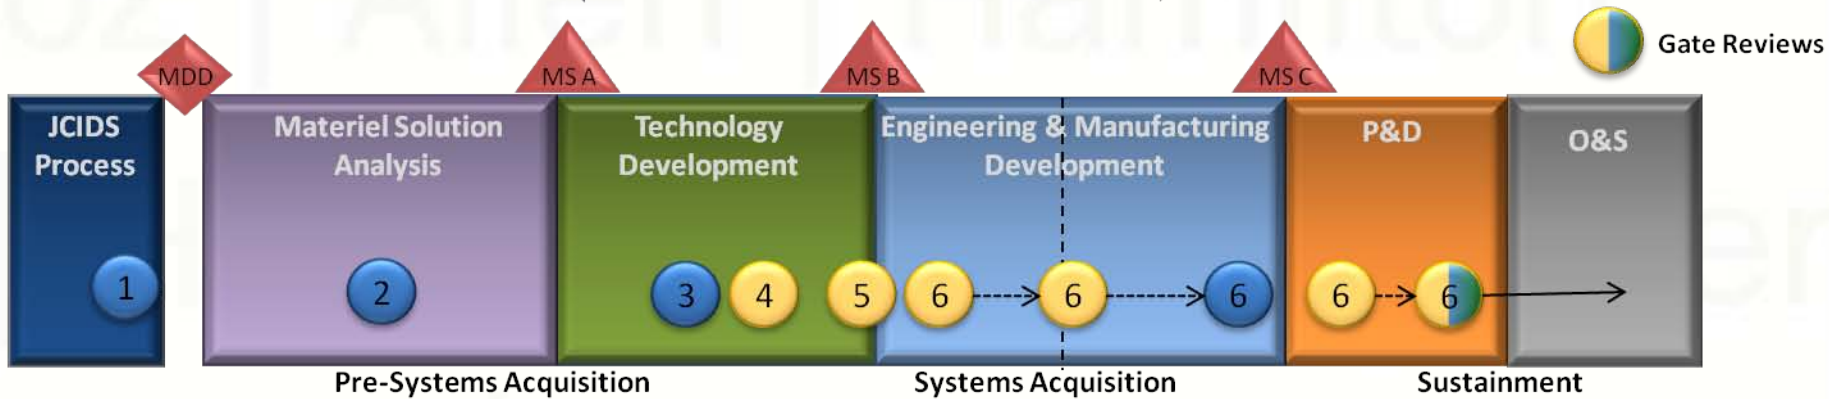 MDD
MS A
MS B
MS C
Gate Reviews
JCIDS
Process
Materiel Solution
Analysis
Technology
Development
Engineering & Manufacturing
Development
P&D
O&S
1
2
3
4
5
6
6
6
6
6
Pre-Systems Acquisition
Systems Acquisition
Sustainment